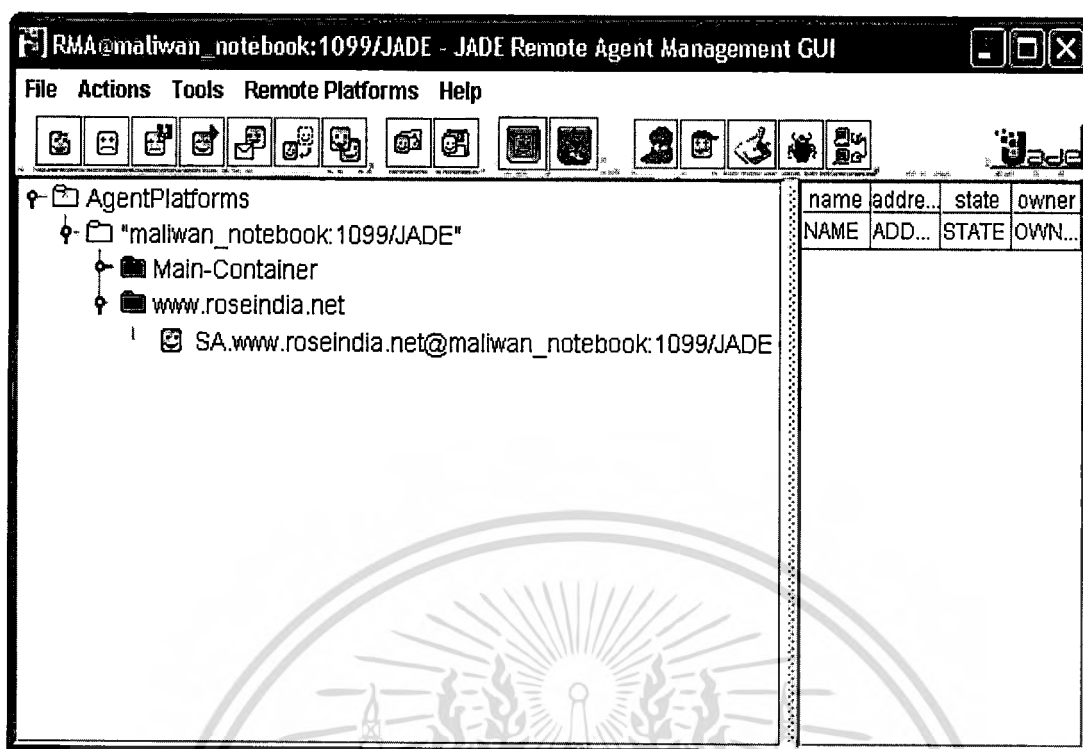 RMA@maliwan_notebook:1099/JADE - JADE Remote Agent Management GUI
File Actions Tools Remote Platforms Help
Jade
AgentPlatforms
"maliwan_notebook:1099/JADE"
Main-Container
www.roseindia.net
SA.www.roseindia.net@maliwan_notebook:1099/JADE
name addre... state owner
NAME ADD... STATE OWN...